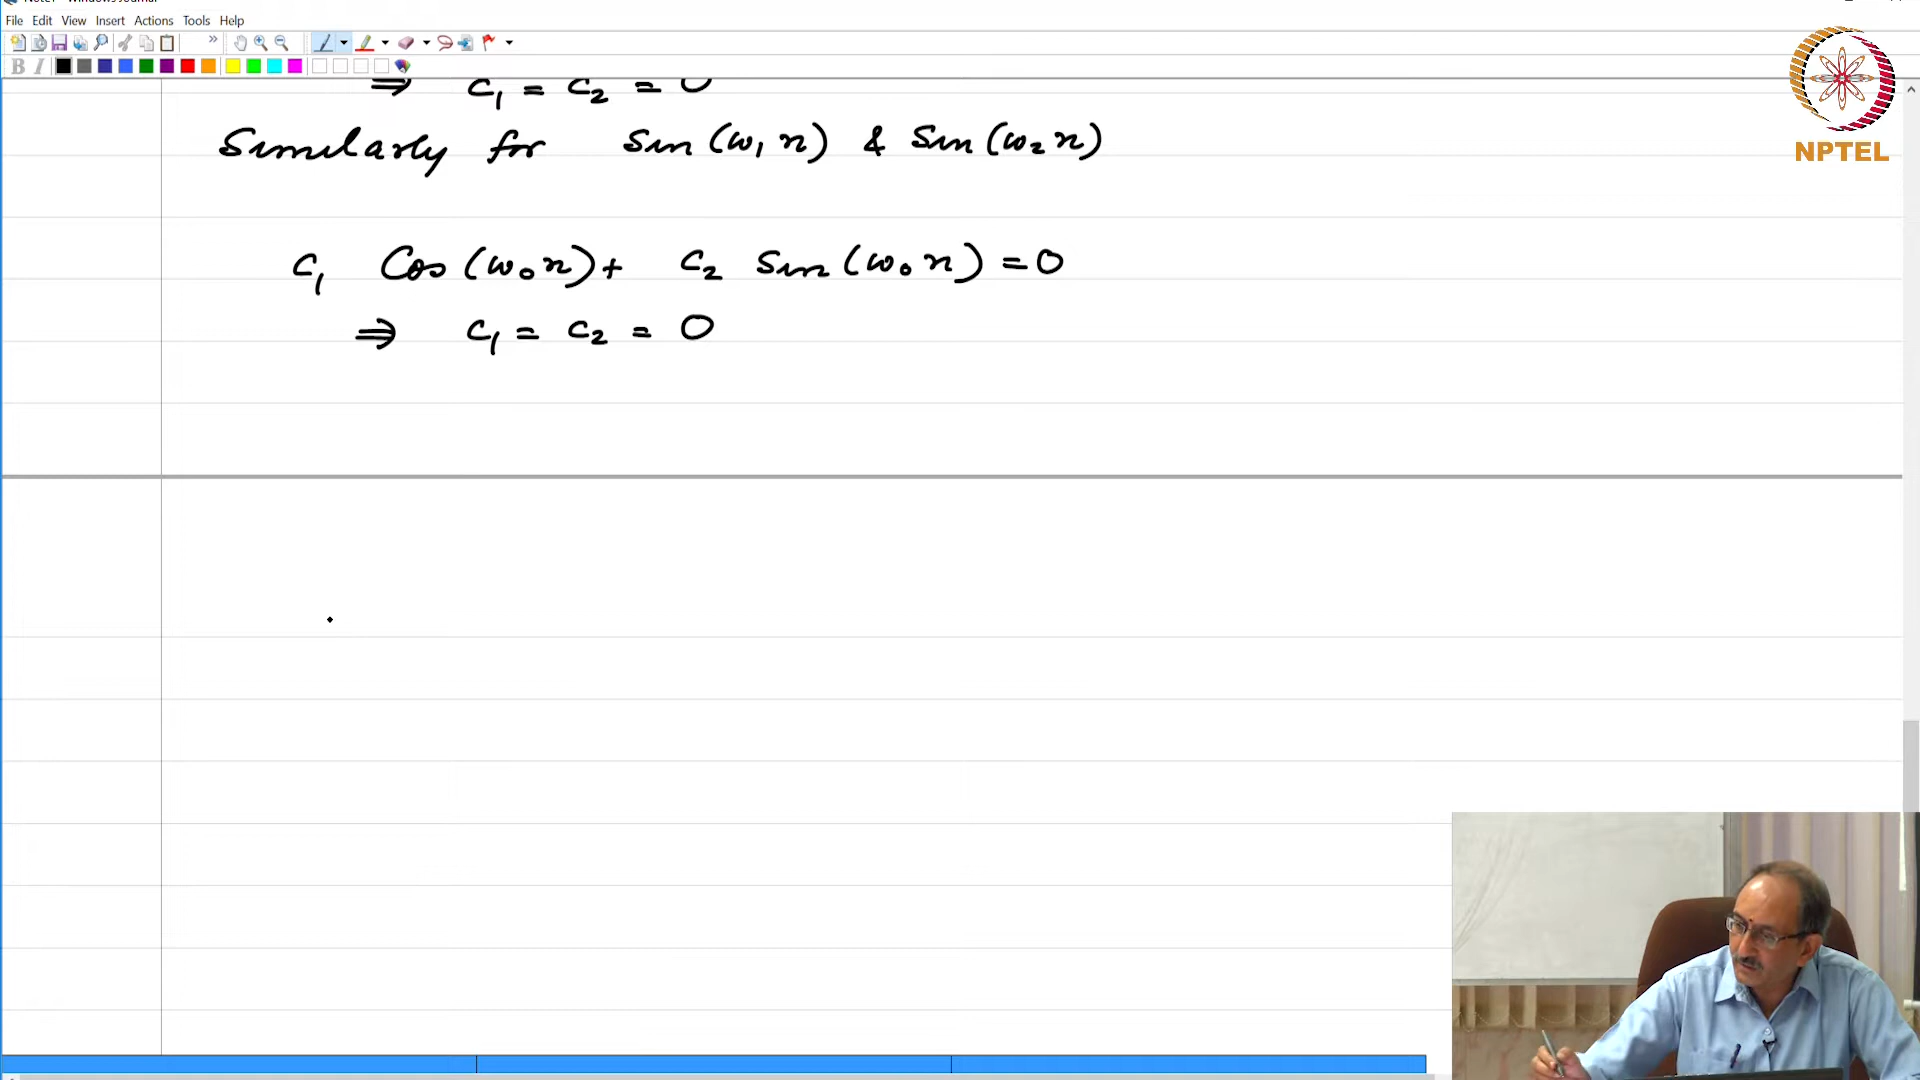 File Edit View Insert Actions Tools Help
B I
NPTEL
⇒ c₁ = c₂ = 0
Similarly for Sin(ω₁n) & Sin(ω₂n)
c₁ Cos(ω₀n) + c₂ Sin(ω₀n) = 0
⇒ c₁ = c₂ = 0